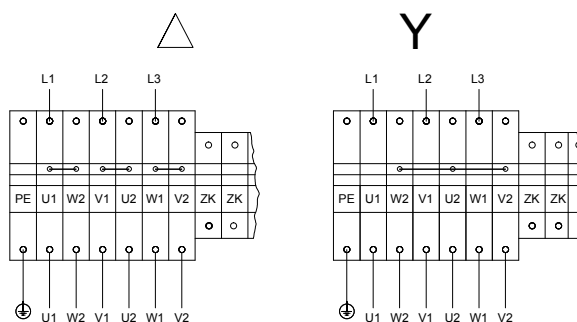 Y
L1 L2 L3 L1 L2 L3
PE U1 W2 V1 U2 W1 V2 ZK ZK PE U1 W2 V1 U2 W1 V2 ZK ZK
U1 W2 V1 U2 W1 V2 U1 W2 V1 U2 W1 V2